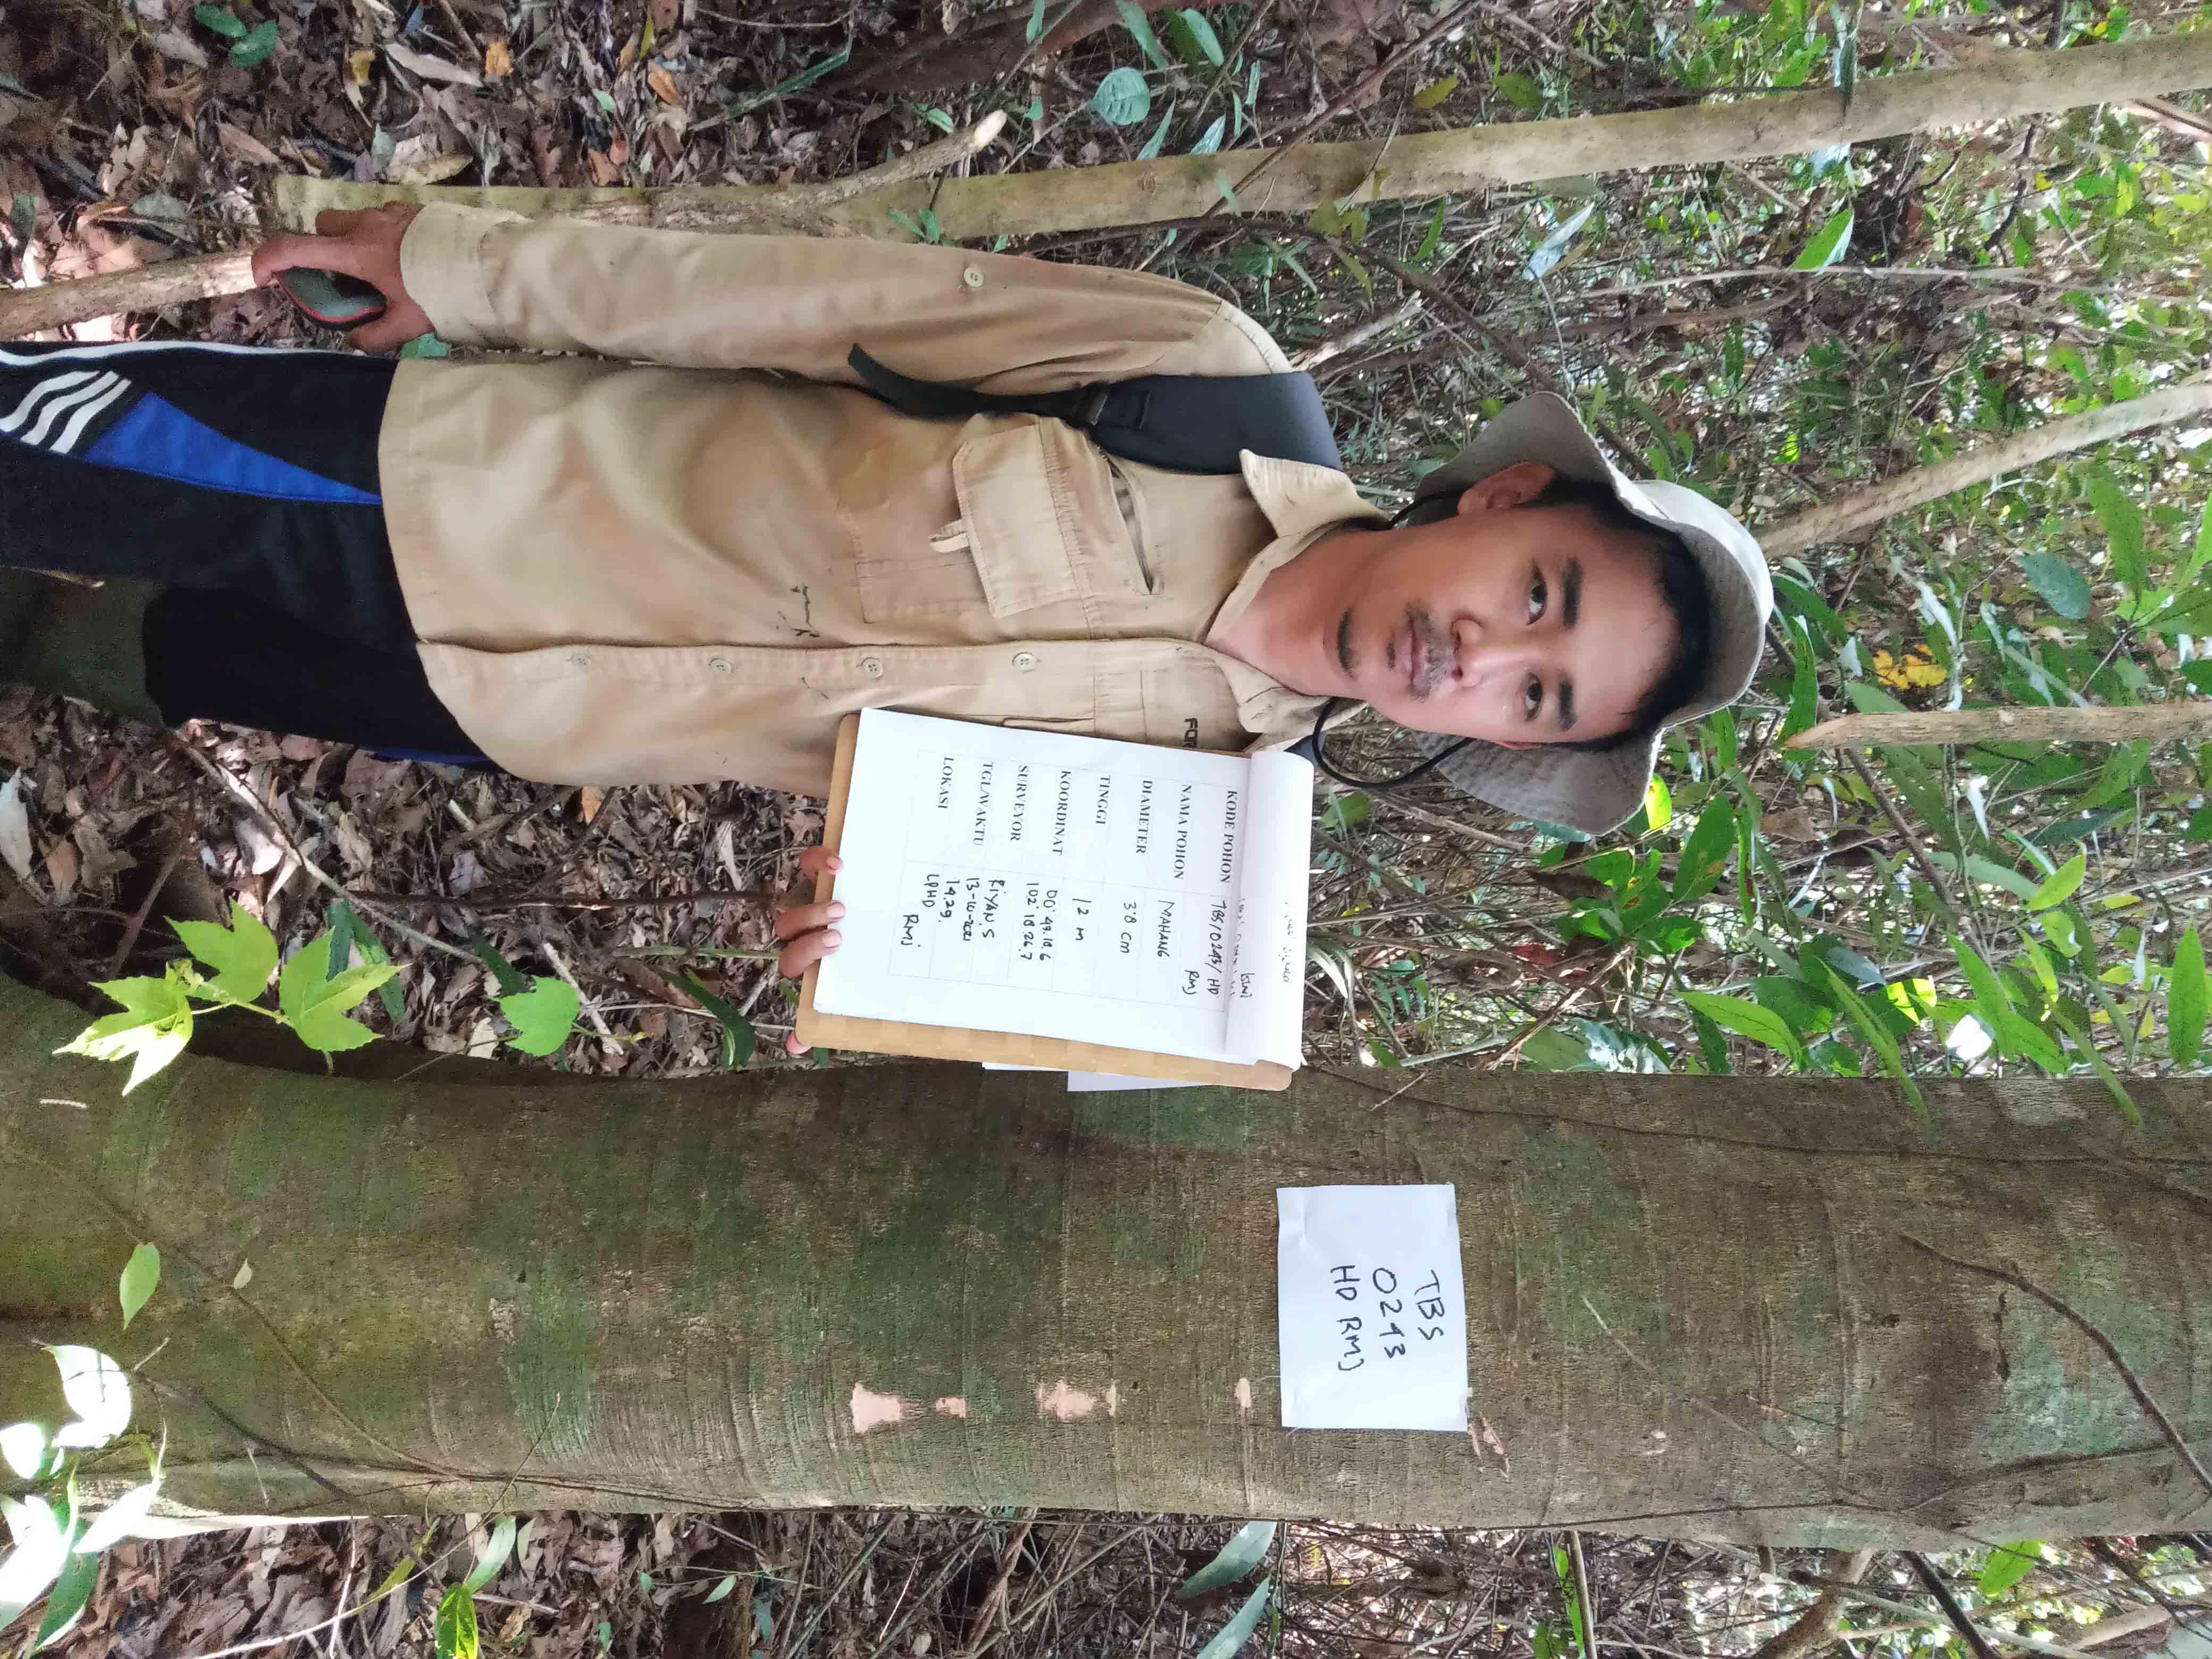 TBS
0243
HD RMJ
KODE POHON TBS/0243/HD
RMJ
NAMA POHON MAHANG
DIAMETER 38 cm
TINGGI 12 m
KOORDINAT 00° 47.18.6
102° 18 26.7
SURVEYOR RIYAN.S
TGL/WAKTU 13-10-2021
14.29.
LOKASI LPHD
RMJ
FOR